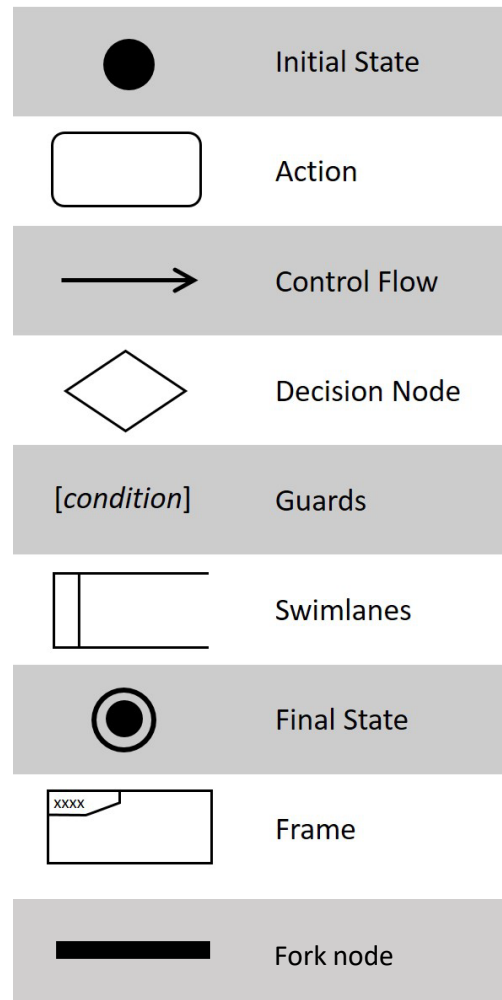 Initial State
Action
Control Flow
Decision Node
[condition] Guards
Swimlanes
Final State
xxxx
Frame
Fork node